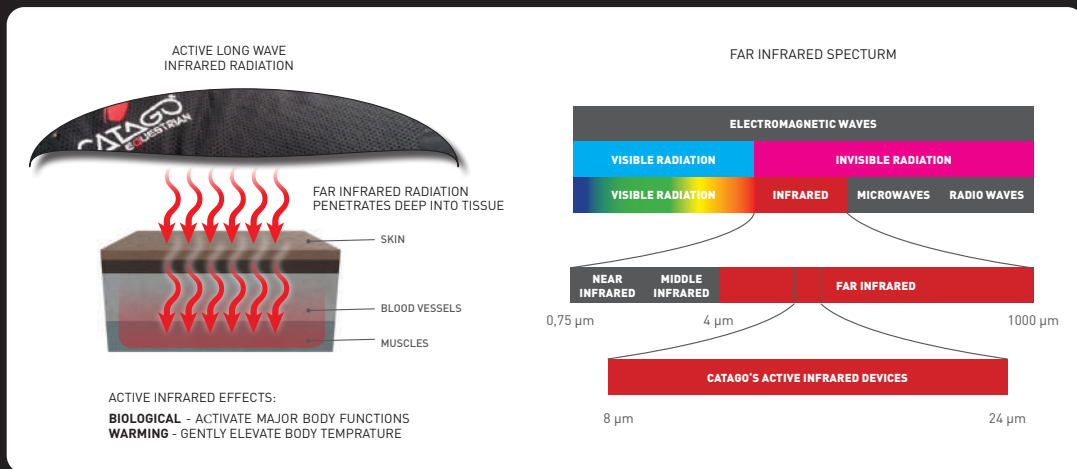 ACTIVE LONG WAVE
INFRARED RADIATION
CATAGO®
EQUESTRIAN
FAR INFRARED RADIATION
PENETRATES DEEP INTO TISSUE
SKIN
BLOOD VESSELS
MUSCLES
ACTIVE INFRARED EFFECTS:
BIOLOGICAL - ACTIVATE MAJOR BODY FUNCTIONS
WARMING - GENTLY ELEVATE BODY TEMPRATURE
FAR INFRARED SPECTURM
ELECTROMAGNETIC WAVES
VISIBLE RADIATION INVISIBLE RADIATION
VISIBLE RADIATION INFRARED MICROWAVES RADIO WAVES
NEAR INFRARED MIDDLE INFRARED FAR INFRARED
0,75 µm 4 µm 1000 µm
CATAGO'S ACTIVE INFRARED DEVICES
8 µm 24 µm